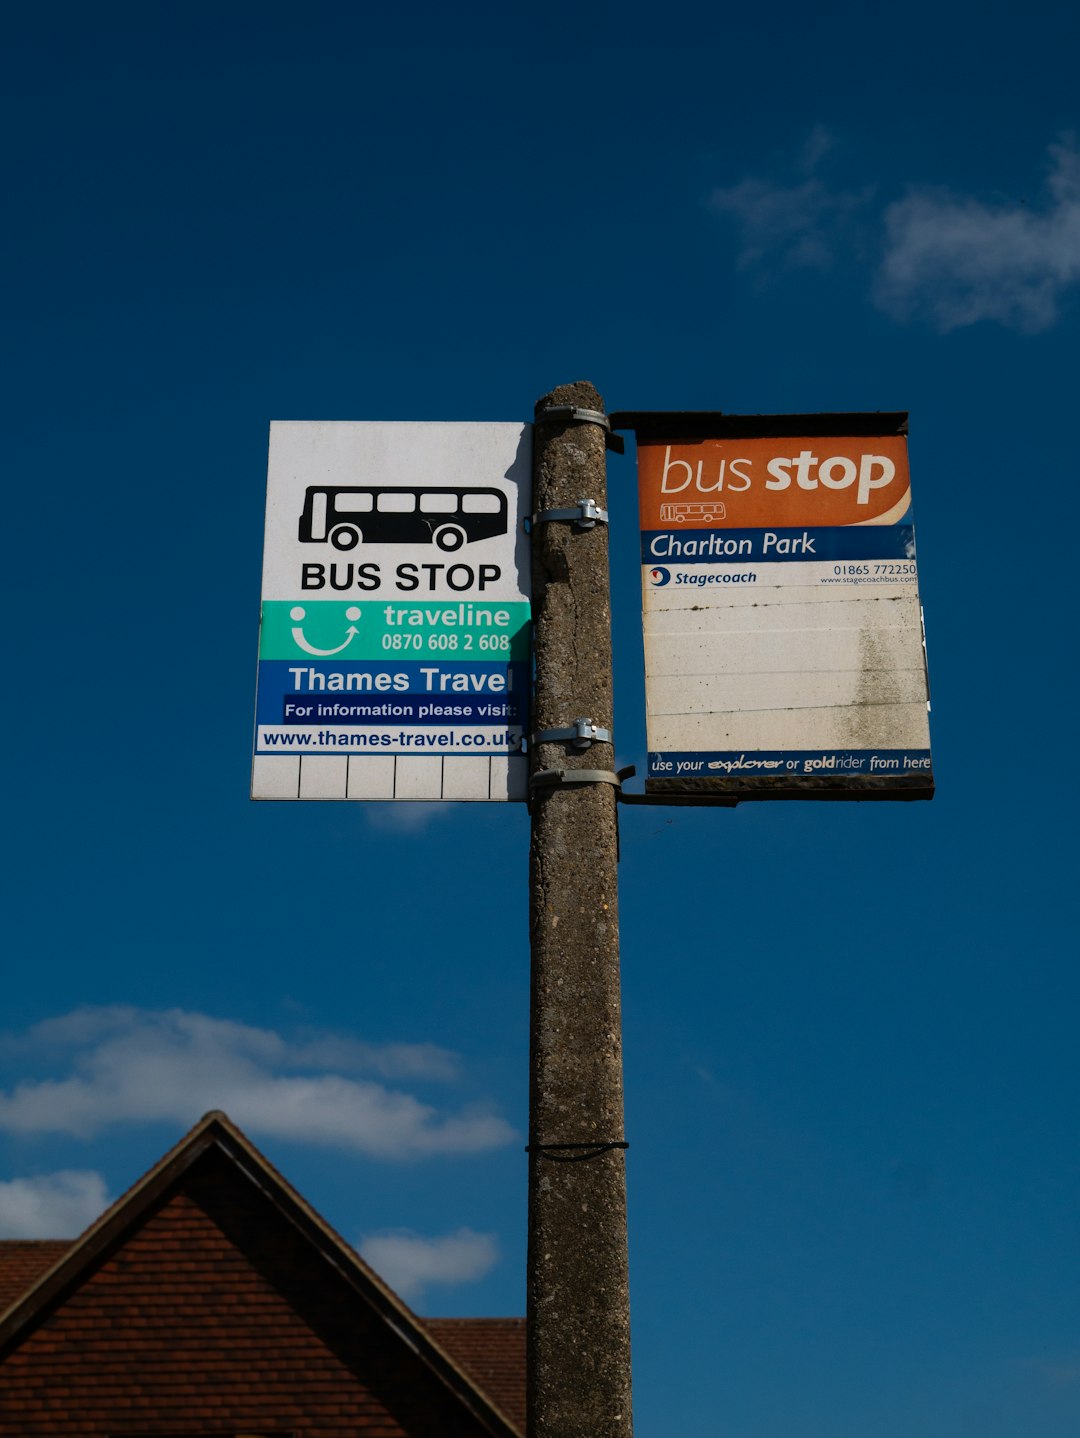 BUS STOP
traveline
0870 608 2 608
Thames Travel
For information please visit:
www.thames-travel.co.uk
bus stop
Charlton Park
Stagecoach
01865 772250
www.stagecoachbus.com
use your explorer or goldrider from here